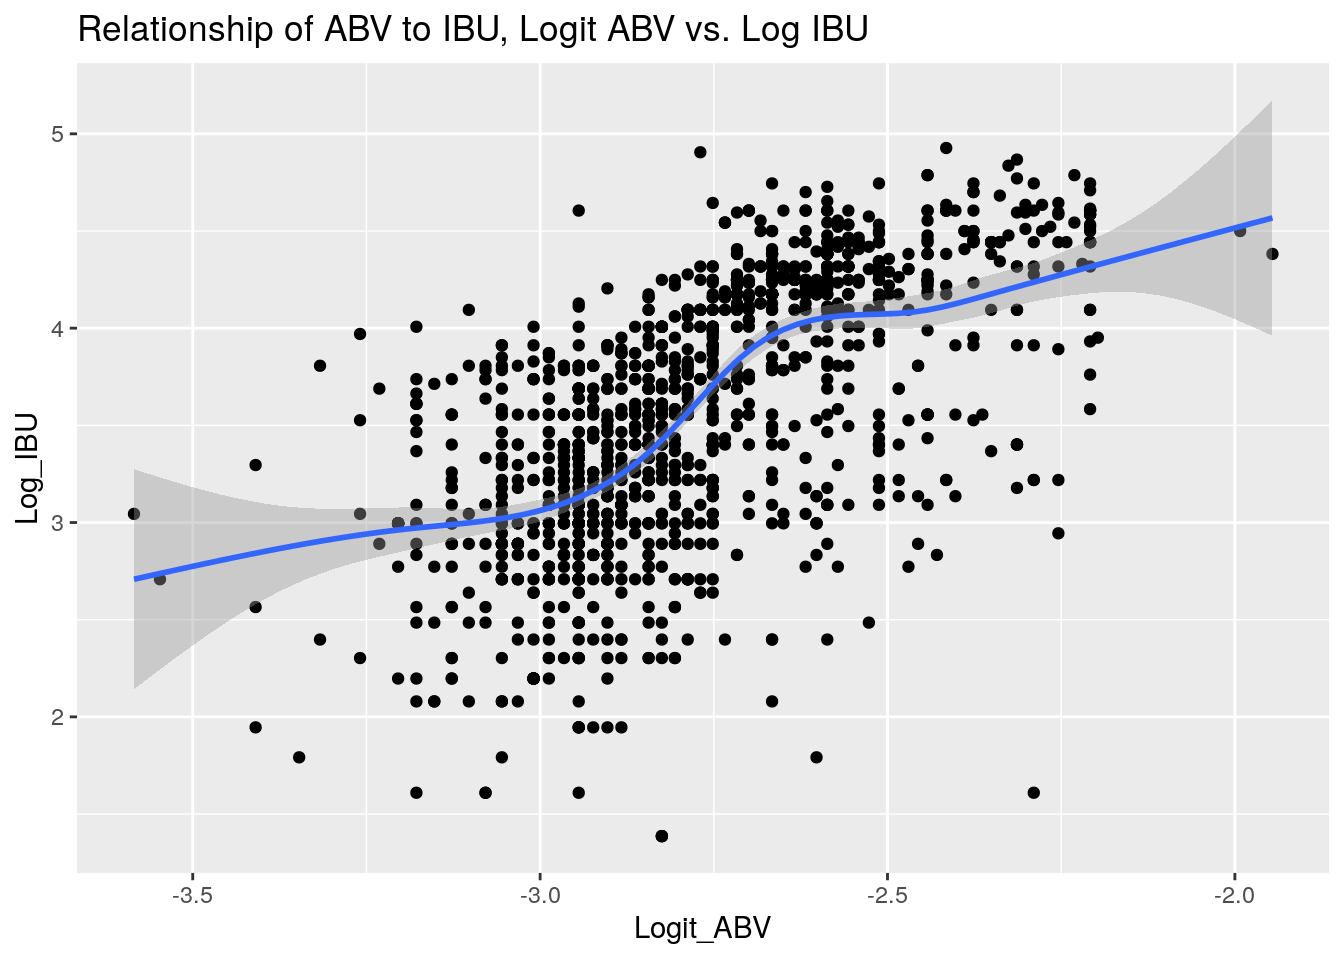 Relationship of ABV to IBU, Logit ABV vs. Log IBU
5
4
3
2
Log_IBU
-3.5 -3.0 -2.5 -2.0
Logit_ABV